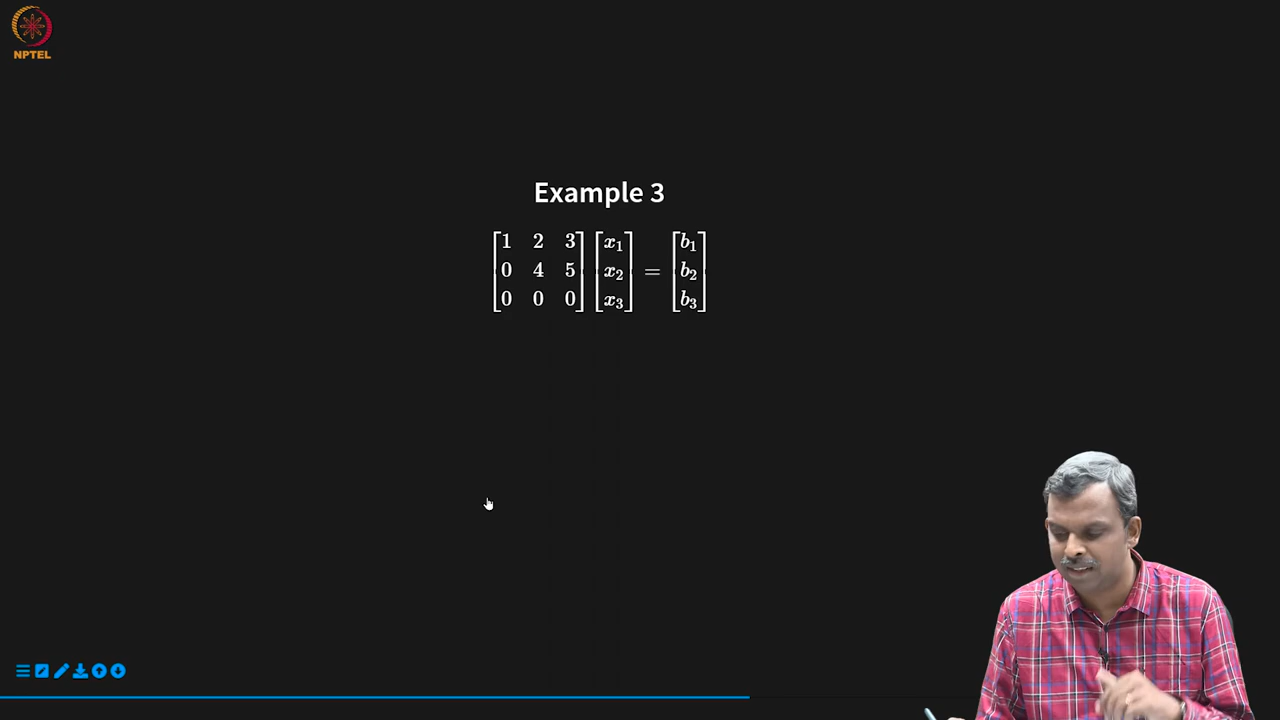 NPTEL
Example 3
1 2 3 x₁ b₁
0 4 5 x₂ = b₂
0 0 0 x₃ b₃